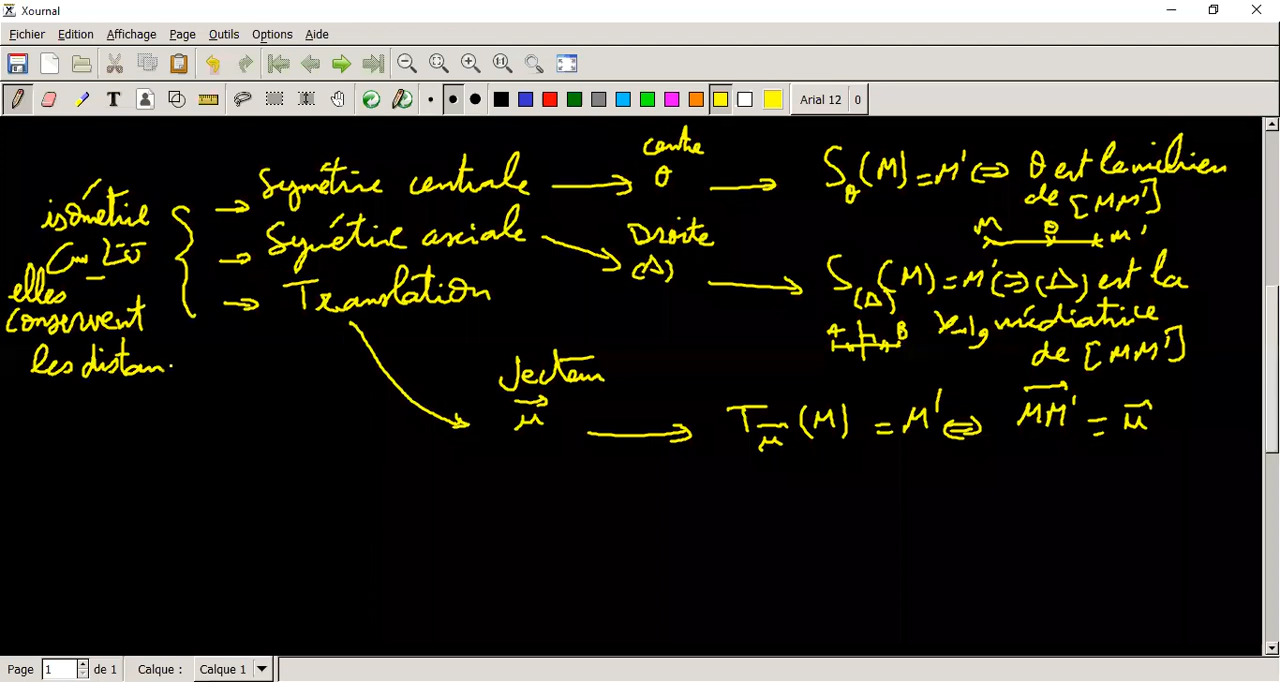 Xournal
Fichier Edition Affichage Page Outils Options Aide
Arial 12 0
isométrie
elles
conservent
les distan.
Symétrie centrale
centre
θ
S_θ(M) = M' ⇔ θ est le milieu
de [MM']
M θ M'
Symétrie axiale
Droite
(Δ)
S_(Δ)(M) = M' ⇔ (Δ) est la
médiatrice
de [MM']
A B
Translation
Vecteur
u
T_u(M) = M' ⇔ MM' = u
Page 1 de 1 Calque : Calque 1